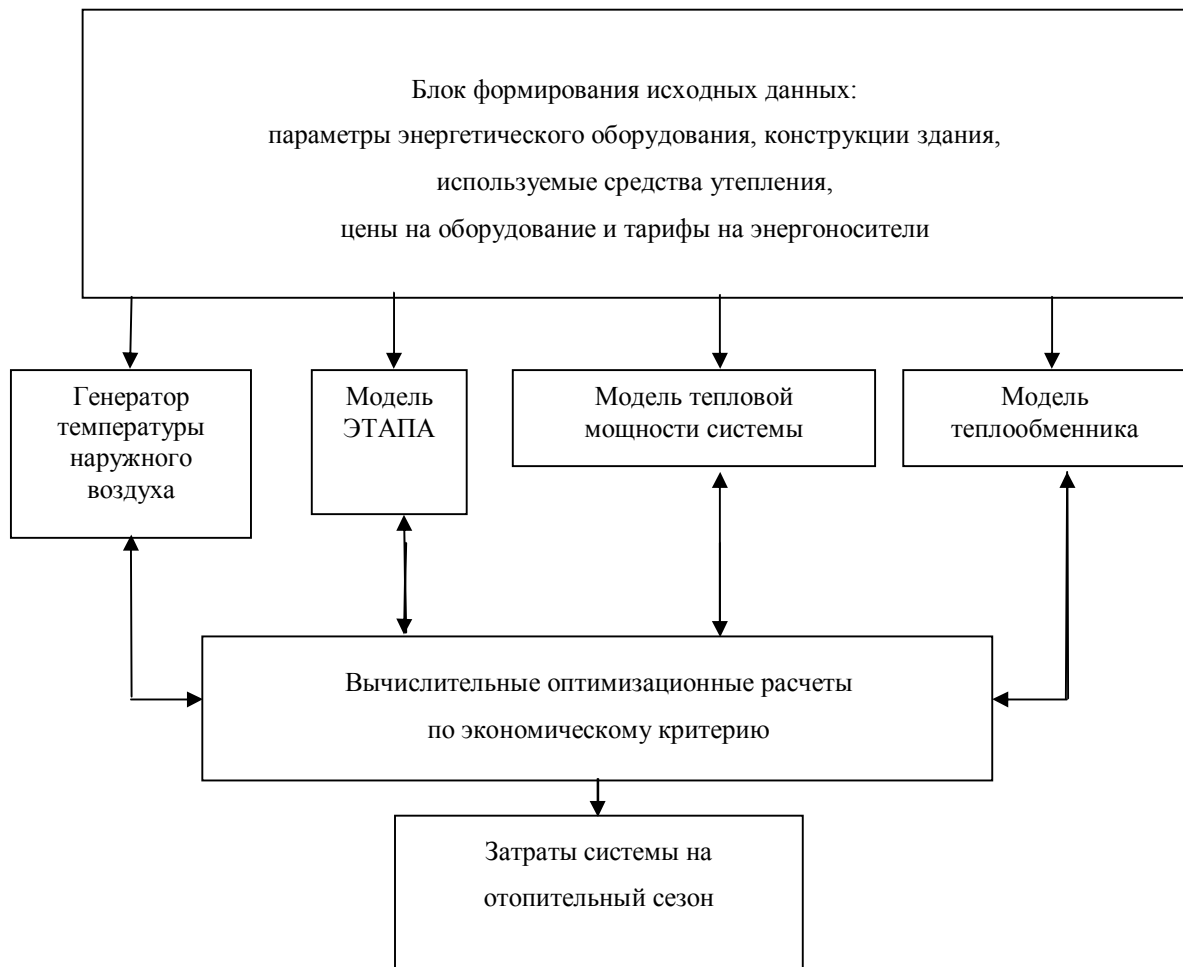 Блок формирования исходных данных:
параметры энергетического оборудования, конструкции здания,
используемые средства утепления,
цены на оборудование и тарифы на энергоносители
Генератор
температуры
наружного
воздуха
Модель
ЭТАПА
Модель тепловой
мощности системы
Модель
теплообменника
Вычислительные оптимизационные расчеты
по экономическому критерию
Затраты системы на
отопительный сезон